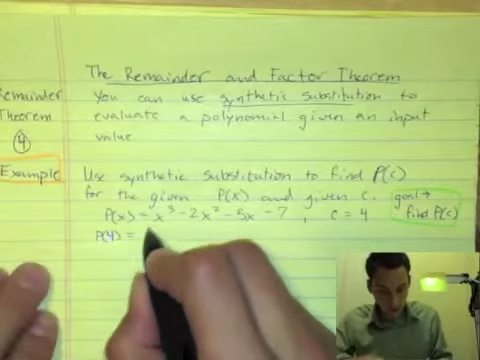 The Remainder and Factor Theorem
Remainder
Theorem
④
You can use synthetic substitution to
evaluate a polynomial given an input
value.
Example
Use synthetic substitution to find P(c)
for the given P(x) and given c.
goal →
find P(c)
P(x) = x³ - 2x² - 5x - 7 , c = 4
P(4) =